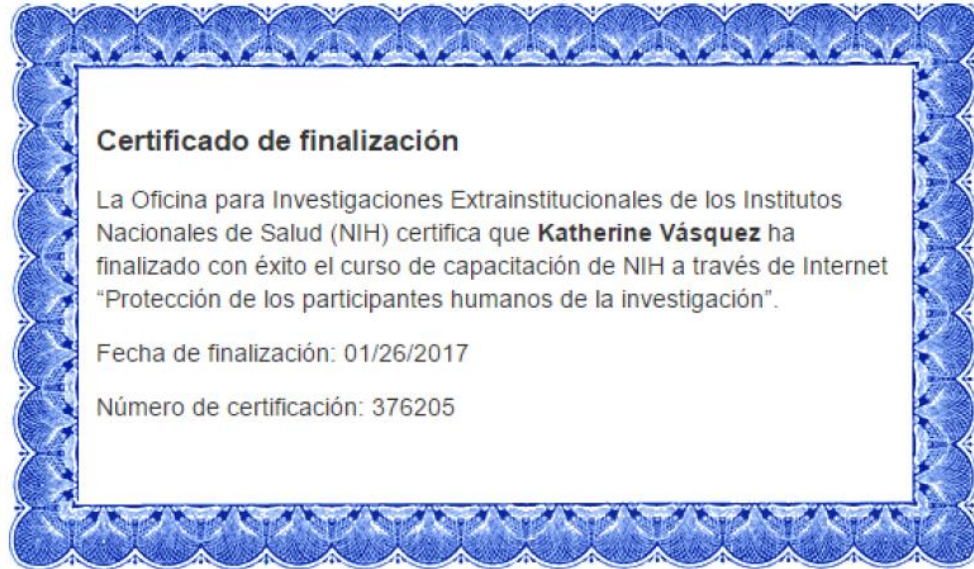 Certificado de finalización
La Oficina para Investigaciones Extrainstitucionales de los Institutos
Nacionales de Salud (NIH) certifica que Katherine Vásquez ha
finalizado con éxito el curso de capacitación de NIH a través de Internet
“Protección de los participantes humanos de la investigación”.
Fecha de finalización: 01/26/2017
Número de certificación: 376205